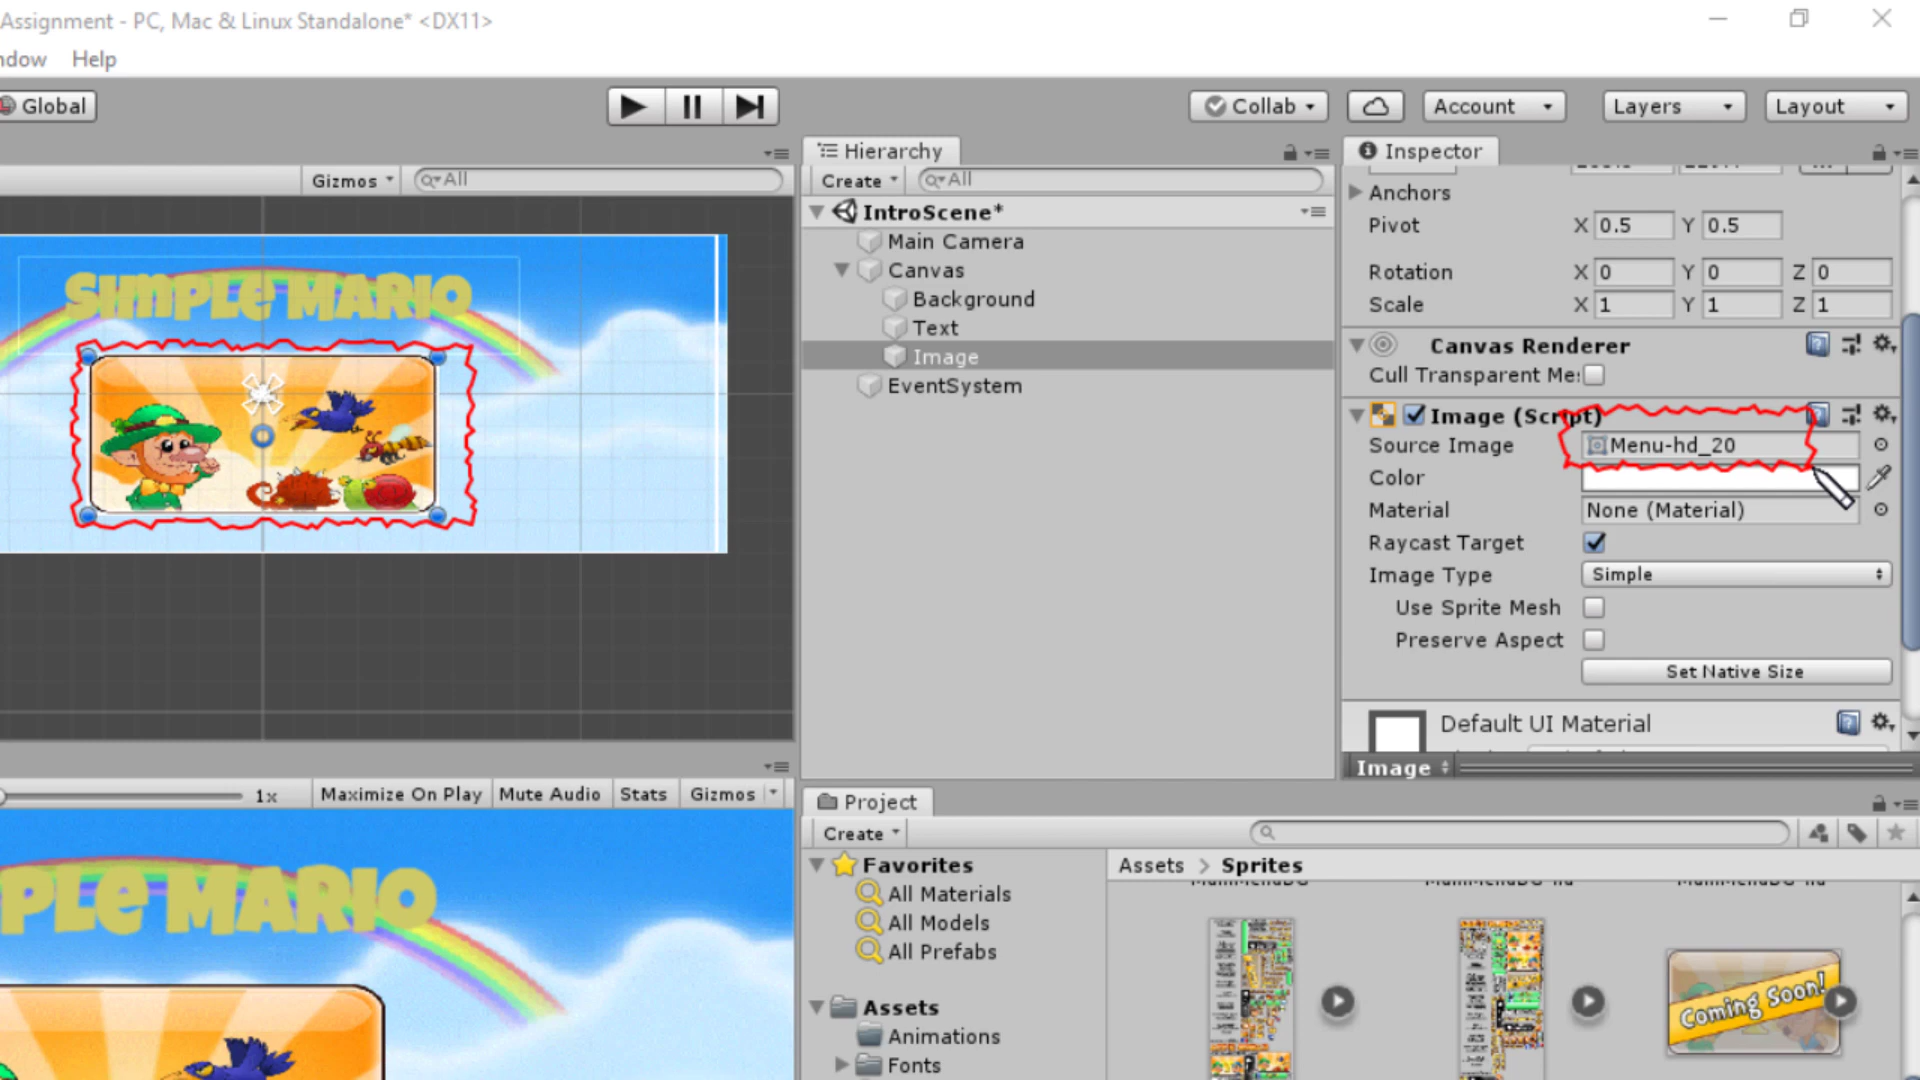 Assignment - PC, Mac & Linux Standalone* <DX11>
ndow Help
Global
Collab
Account
Layers
Layout
Gizmos
All
SIMPLE MARIO
1x
Maximize On Play
Mute Audio
Stats
Gizmos
PLE MARIO
Hierarchy
Create
All
IntroScene*
Main Camera
Canvas
Background
Text
Image
EventSystem
Inspector
Anchors
Pivot X 0.5 Y 0.5
Rotation X 0 Y 0 Z 0
Scale X 1 Y 1 Z 1
Canvas Renderer
Cull Transparent Me
Image (Script)
Source Image Menu-hd_20
Color
Material None (Material)
Raycast Target
Image Type Simple
Use Sprite Mesh
Preserve Aspect
Set Native Size
Default UI Material
Image
Project
Create
Favorites
All Materials
All Models
All Prefabs
Assets
Animations
Fonts
Assets > Sprites
Coming Soon!